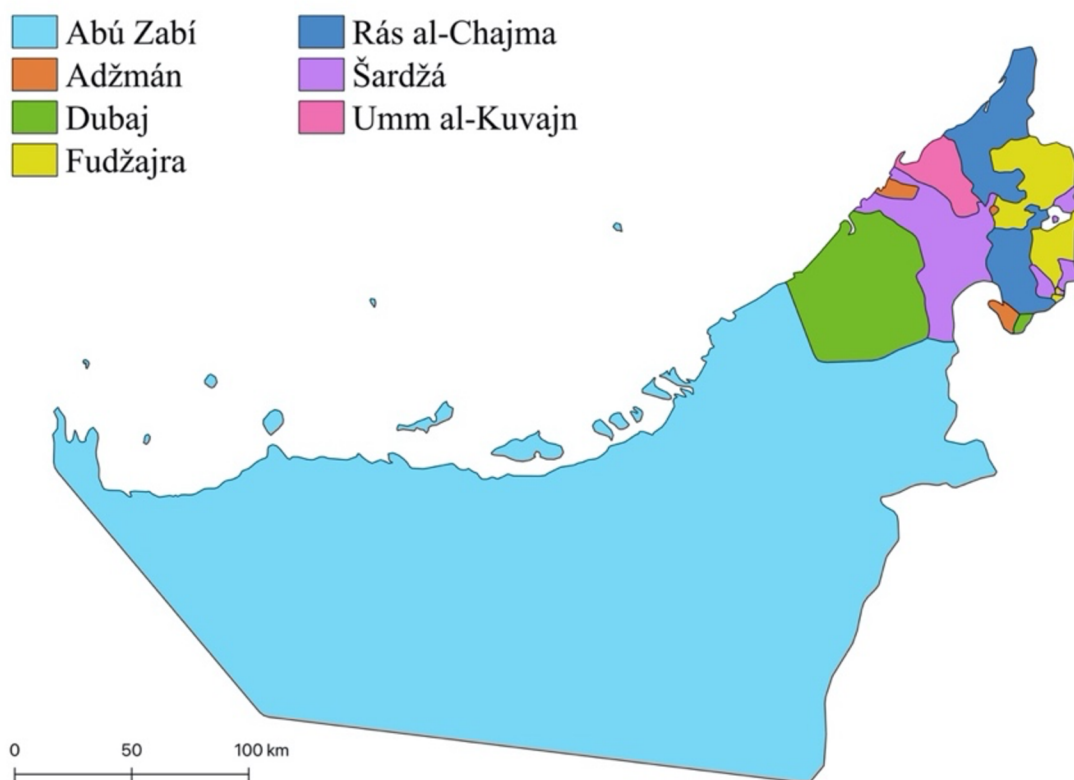 Abú Zabí
Adžmán
Dubaj
Fudžajra
Rás al-Chajma
Šardžá
Umm al-Kuvajn
0 50 100 km